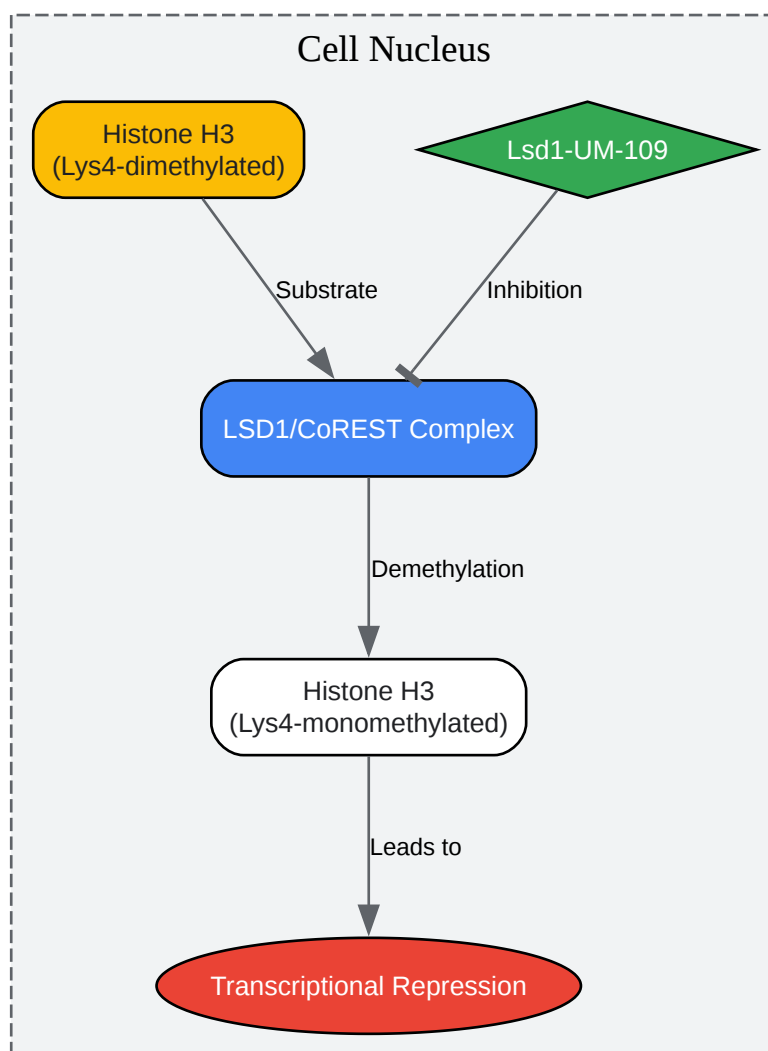 Cell Nucleus
Histone H3
(Lys4-dimethylated)
Lsd1-UM-109
Substrate
Inhibition
LSD1/CoREST Complex
Demethylation
Histone H3
(Lys4-monomethylated)
Leads to
Transcriptional Repression